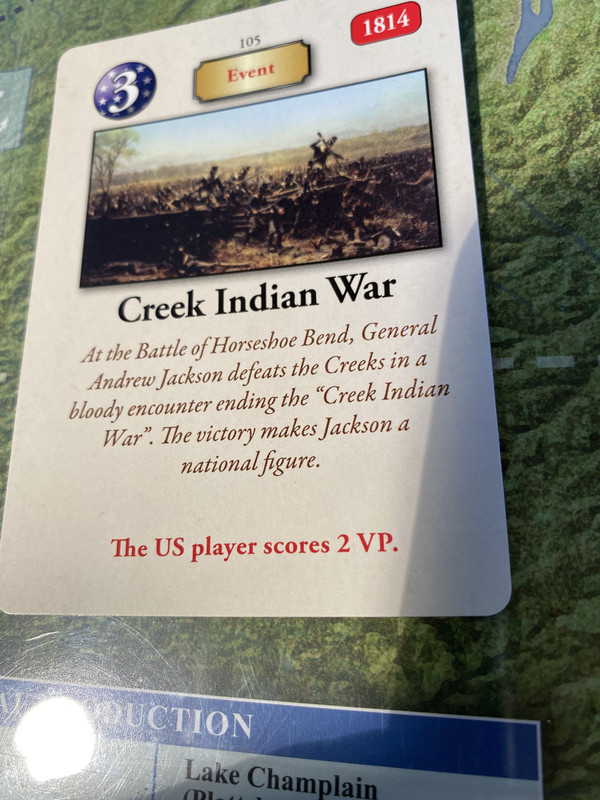 105
1814
3
Event
Creek Indian War
At the Battle of Horseshoe Bend, General
Andrew Jackson defeats the Creeks in a
bloody encounter ending the “Creek Indian
War”. The victory makes Jackson a
national figure.
The US player scores 2 VP.
Lake Champlain